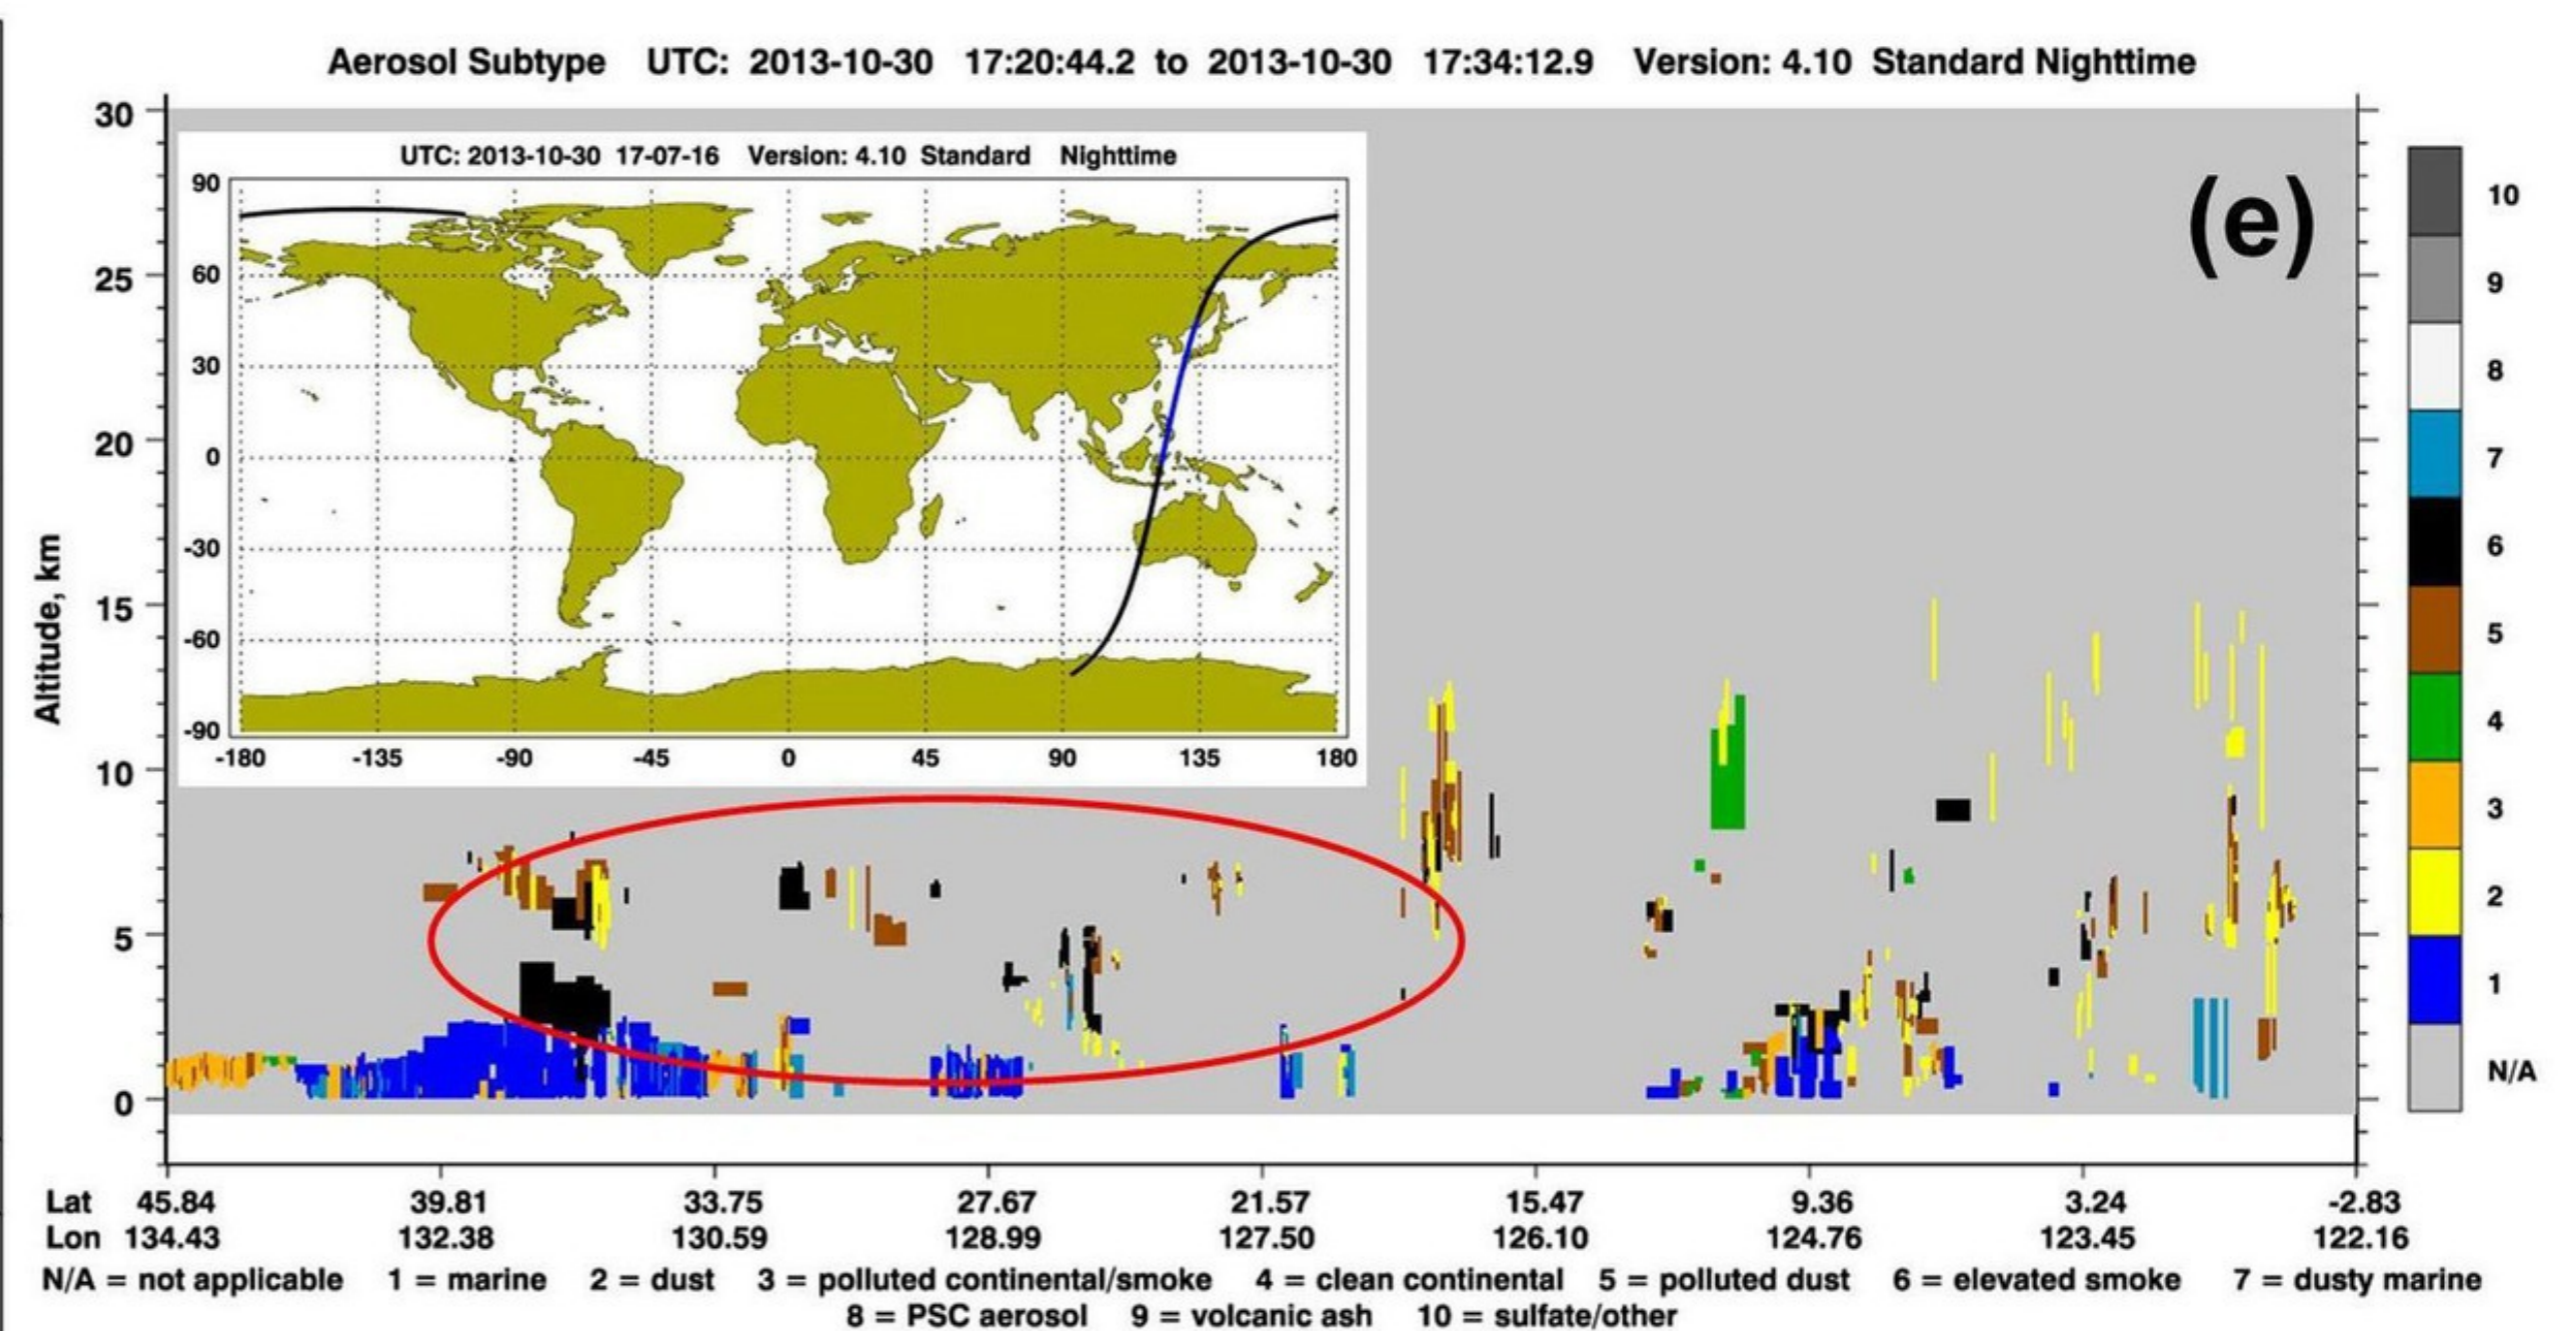 Aerosol Subtype UTC: 2013-10-30 17:20:44.2 to 2013-10-30 17:34:12.9 Version: 4.10 Standard Nighttime
UTC: 2013-10-30 17-07-16 Version: 4.10 Standard Nighttime
(e)
Altitude, km
30
25
20
15
10
5
0
90
60
30
0
-30
-60
-90
-180 -135 -90 -45 0 45 90 135 180
10
9
8
7
6
5
4
3
2
1
N/A
Lat 45.84 39.81 33.75 27.67 21.57 15.47 9.36 3.24 -2.83
Lon 134.43 132.38 130.59 128.99 127.50 126.10 124.76 123.45 122.16
N/A = not applicable 1 = marine 2 = dust 3 = polluted continental/smoke 4 = clean continental 5 = polluted dust 6 = elevated smoke 7 = dusty marine
8 = PSC aerosol 9 = volcanic ash 10 = sulfate/other